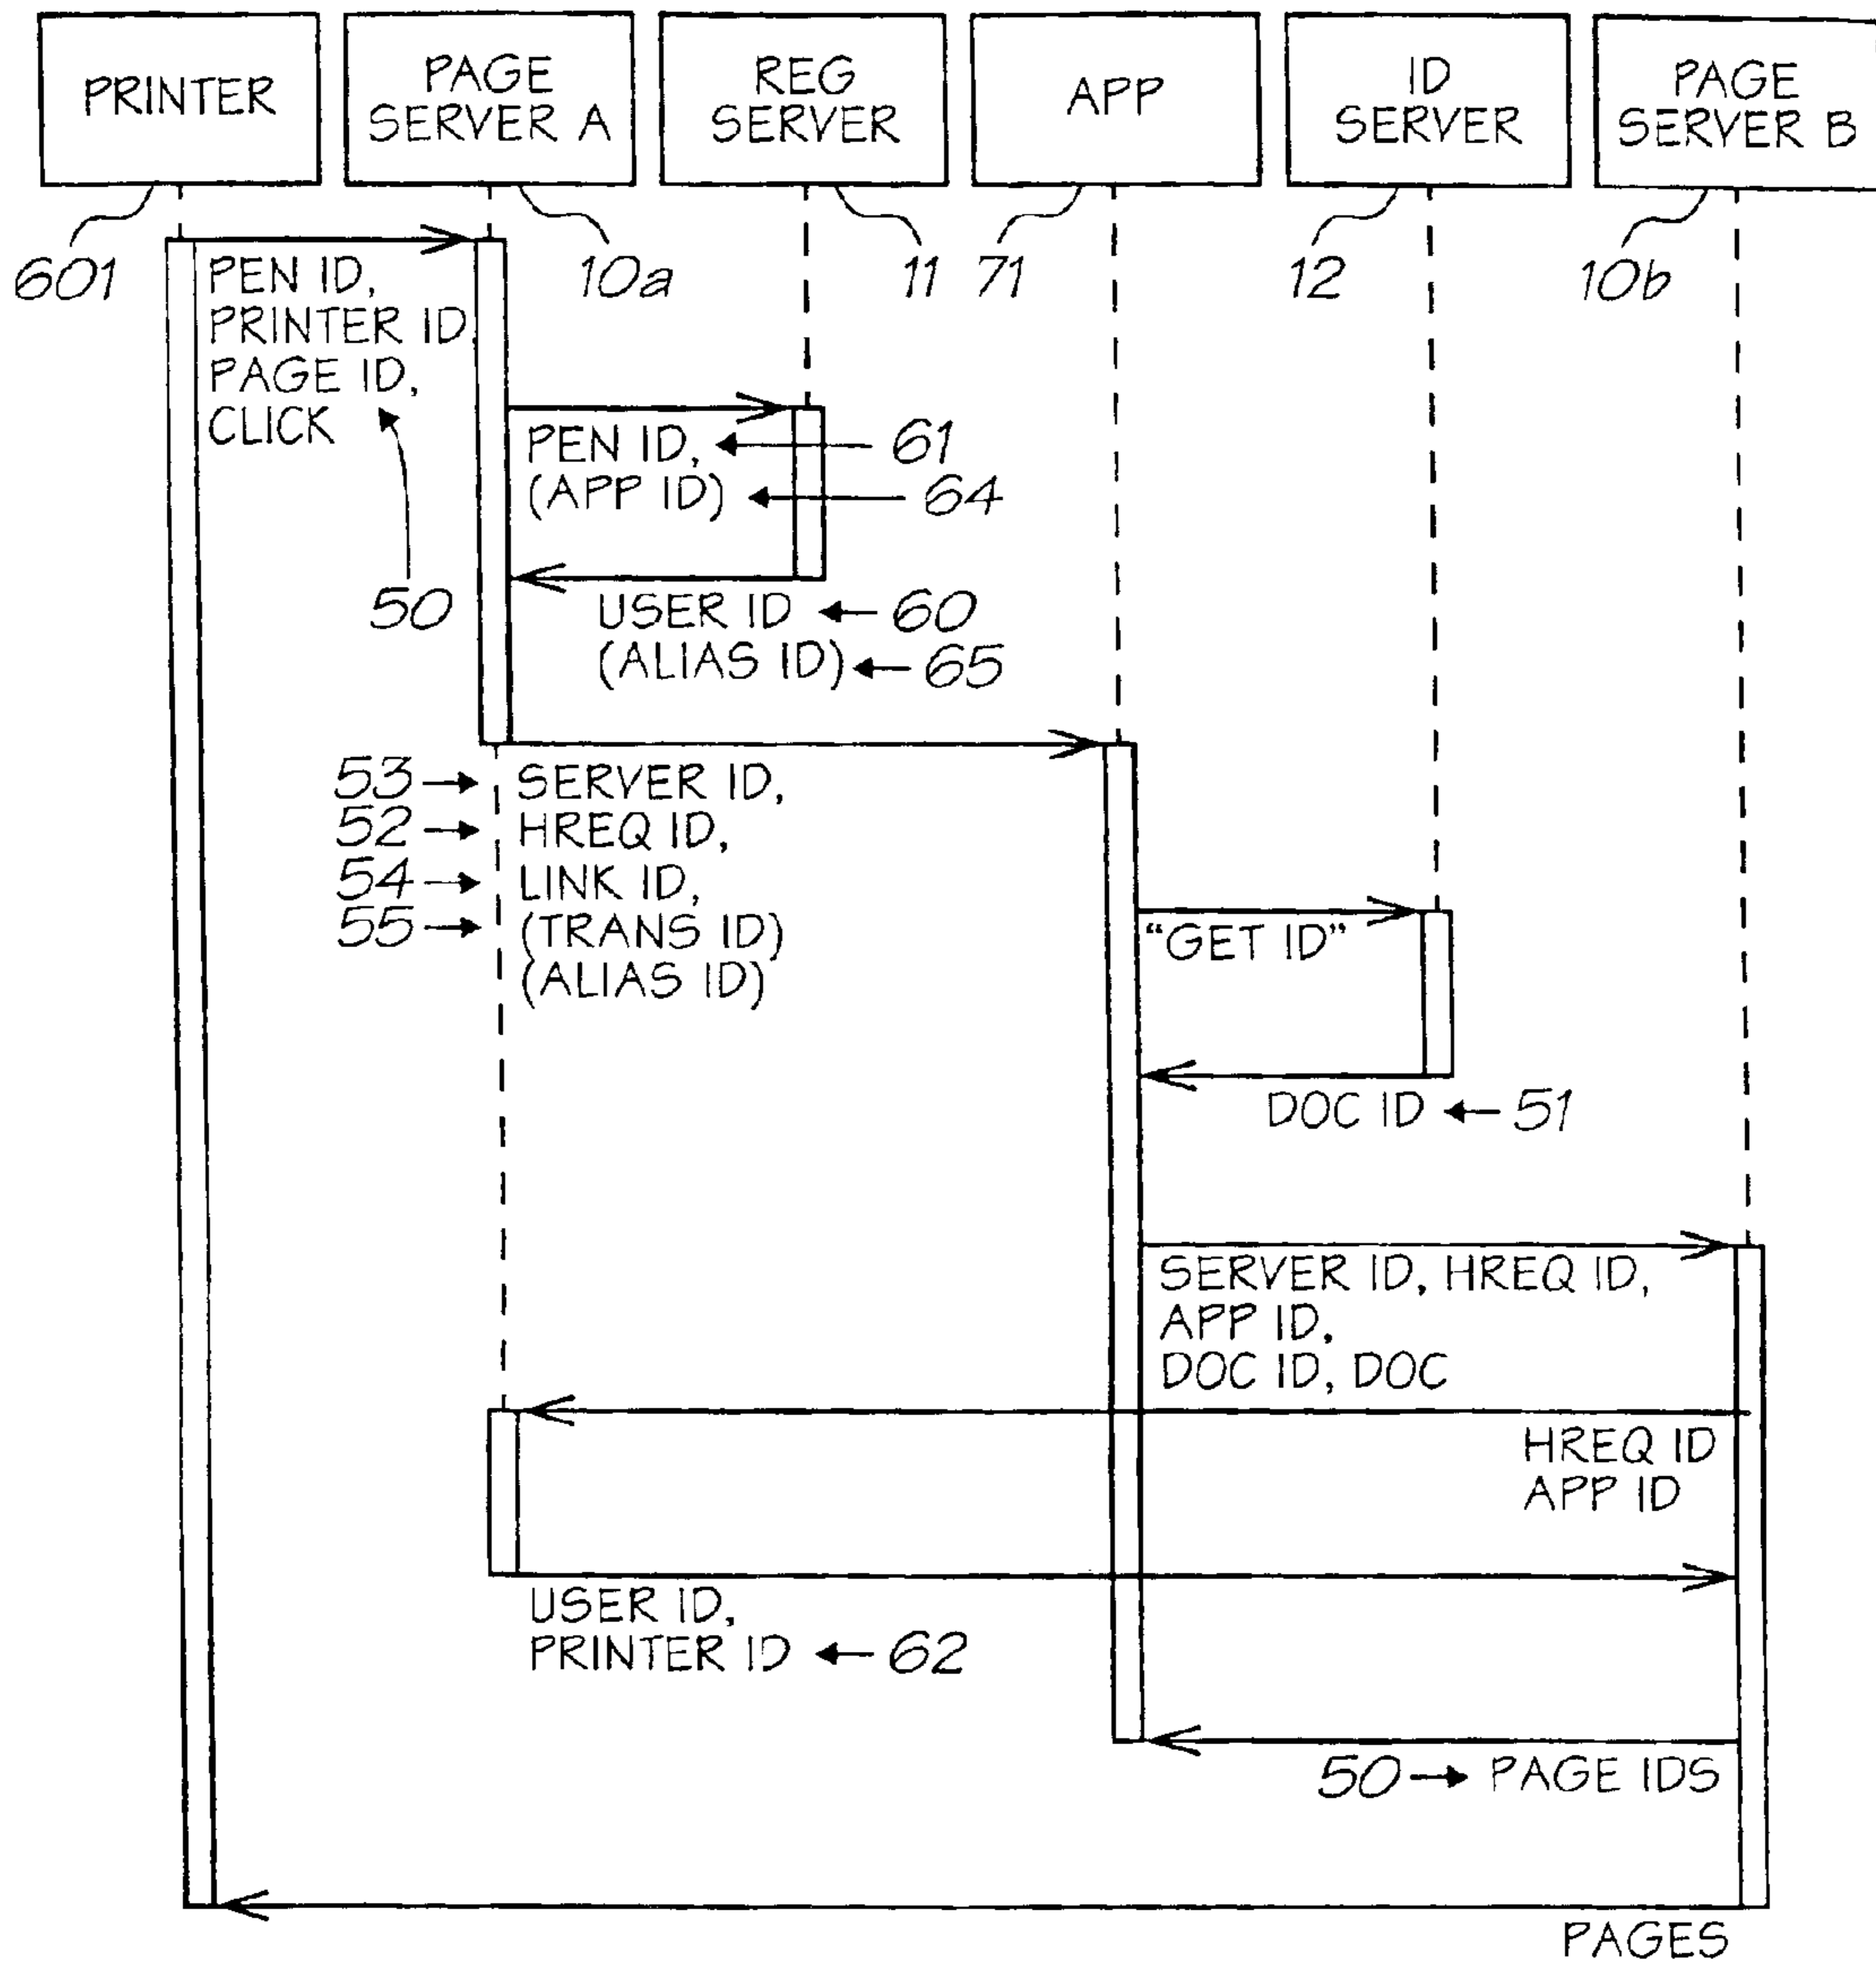 PRINTER
PAGE
SERVER A
REG
SERVER
APP
ID
SERVER
PAGE
SERVER B
601
10a
11
71
12
10b
PEN ID,
PRINTER ID
PAGE ID,
CLICK
50
PEN ID,
61
(APP ID)
64
USER ID
60
(ALIAS ID)
65
53
SERVER ID,
52
HREQ ID,
54
LINK ID,
55
(TRANS ID)
(ALIAS ID)
“GET ID”
DOC ID
51
SERVER ID, HREQ ID,
APP ID,
DOC ID, DOC
HREQ ID
APP ID
USER ID,
PRINTER ID
62
50
PAGE IDS
PAGES